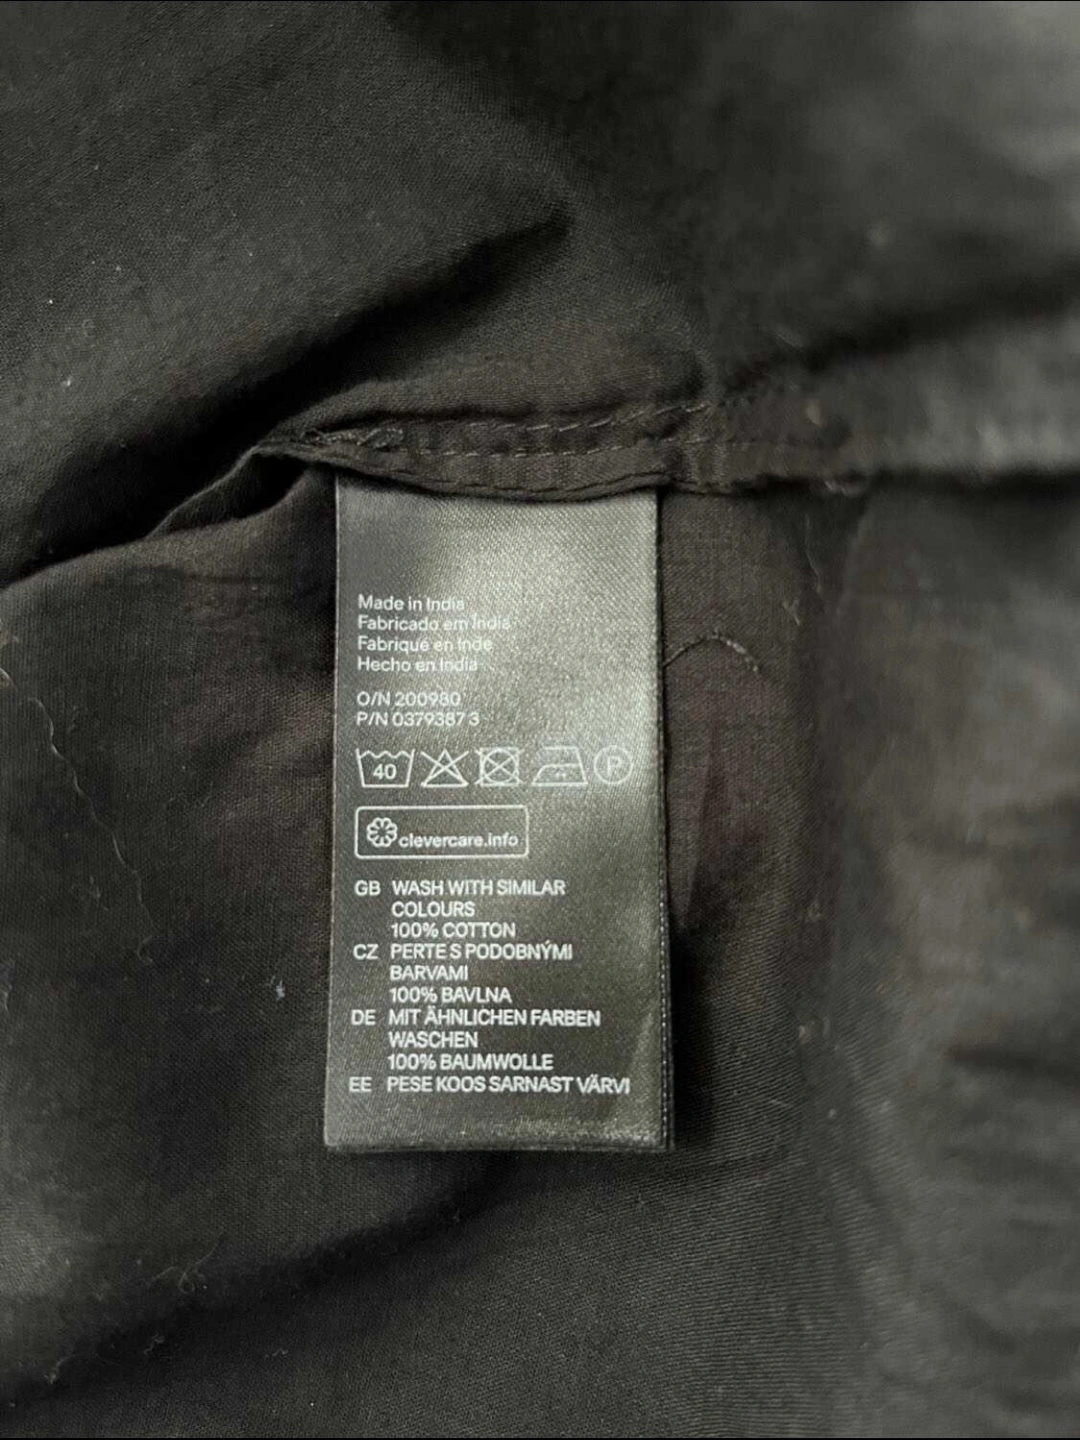 Made in India
Fabricado em India
Fabriqué en Inde
Hecho en India
O/N 200980
P/N 0379387 3
40 P
clevercare.info
GB WASH WITH SIMILAR
COLOURS
100% COTTON
CZ PERTE S PODOBNÝMI
BARVAMI
100% BAVLNA
DE MIT ÄHNLICHEN FARBEN
WASCHEN
100% BAUMWOLLE
EE PESE KOOS SARNAST VÄRVI